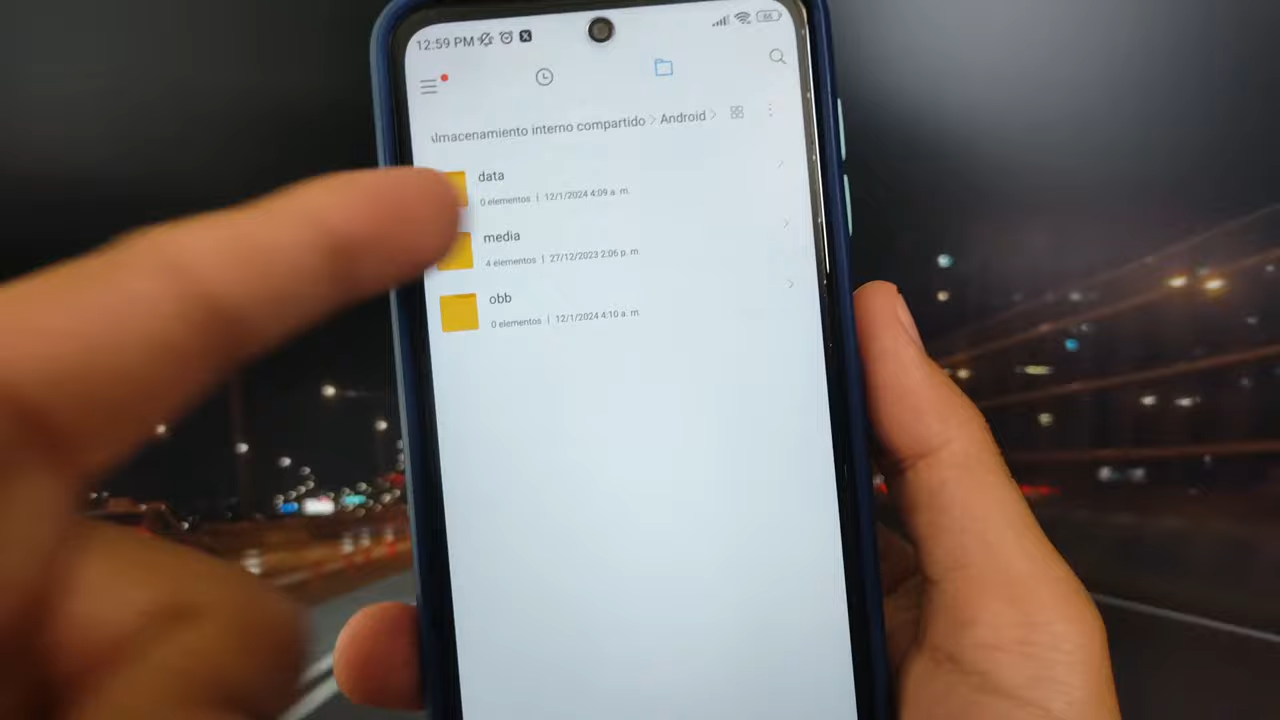 12:59 PM X 66
lmacenamiento interno compartido > Android >
data
0 elementos | 12/1/2024 4:09 a. m.
media
4 elementos | 27/12/2023 2:06 p. m.
obb
0 elementos | 12/1/2024 4:10 a. m.